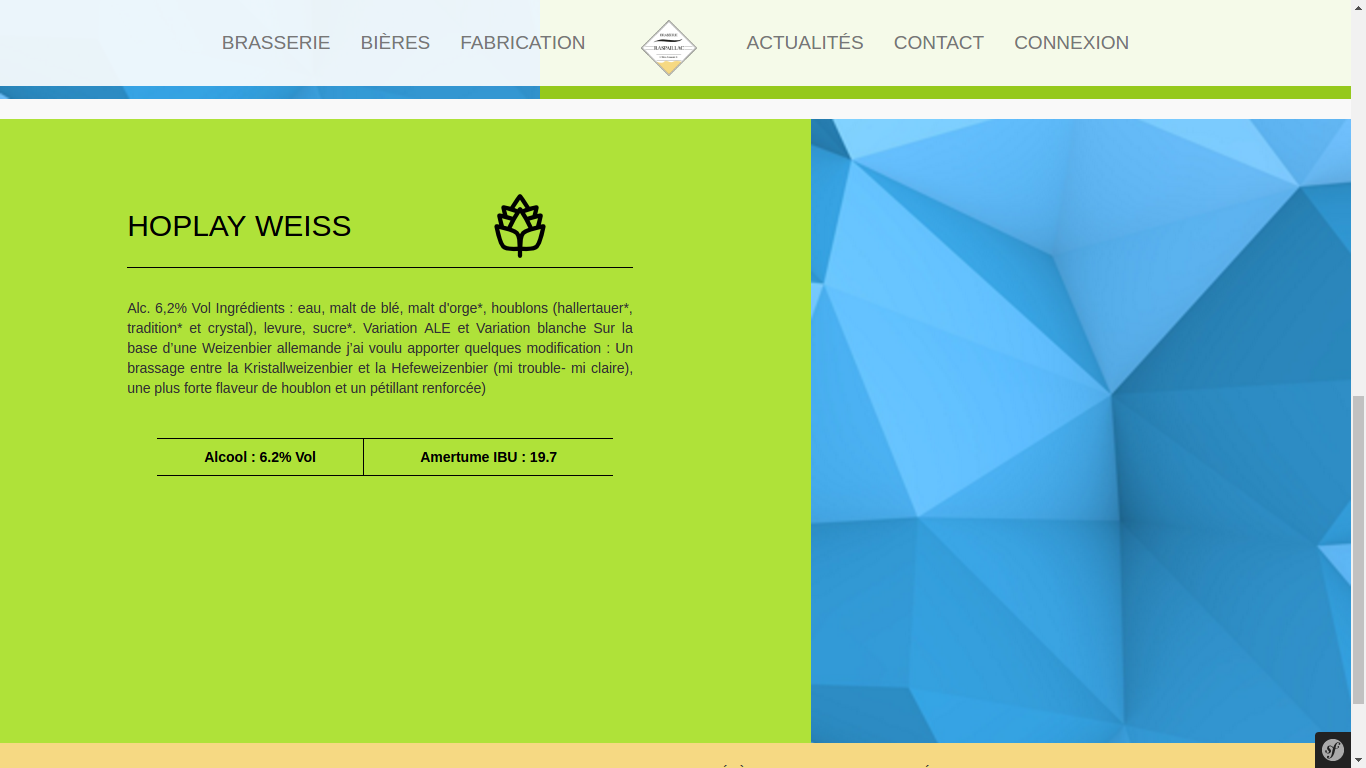 BRASSERIE BIÈRES FABRICATION RASPAILLAC ACTUALITÉS CONTACT CONNEXION
HOPLAY WEISS
Alc. 6,2% Vol Ingrédients : eau, malt de blé, malt d'orge*, houblons (hallertauer*,
tradition* et crystal), levure, sucre*. Variation ALE et Variation blanche Sur la
base d’une Weizenbier allemande j’ai voulu apporter quelques modification : Un
brassage entre la Kristallweizenbier et la Hefeweizenbier (mi trouble- mi claire),
une plus forte flaveur de houblon et un pétillant renforcée)
Alcool : 6.2% Vol Amertume IBU : 19.7
sf